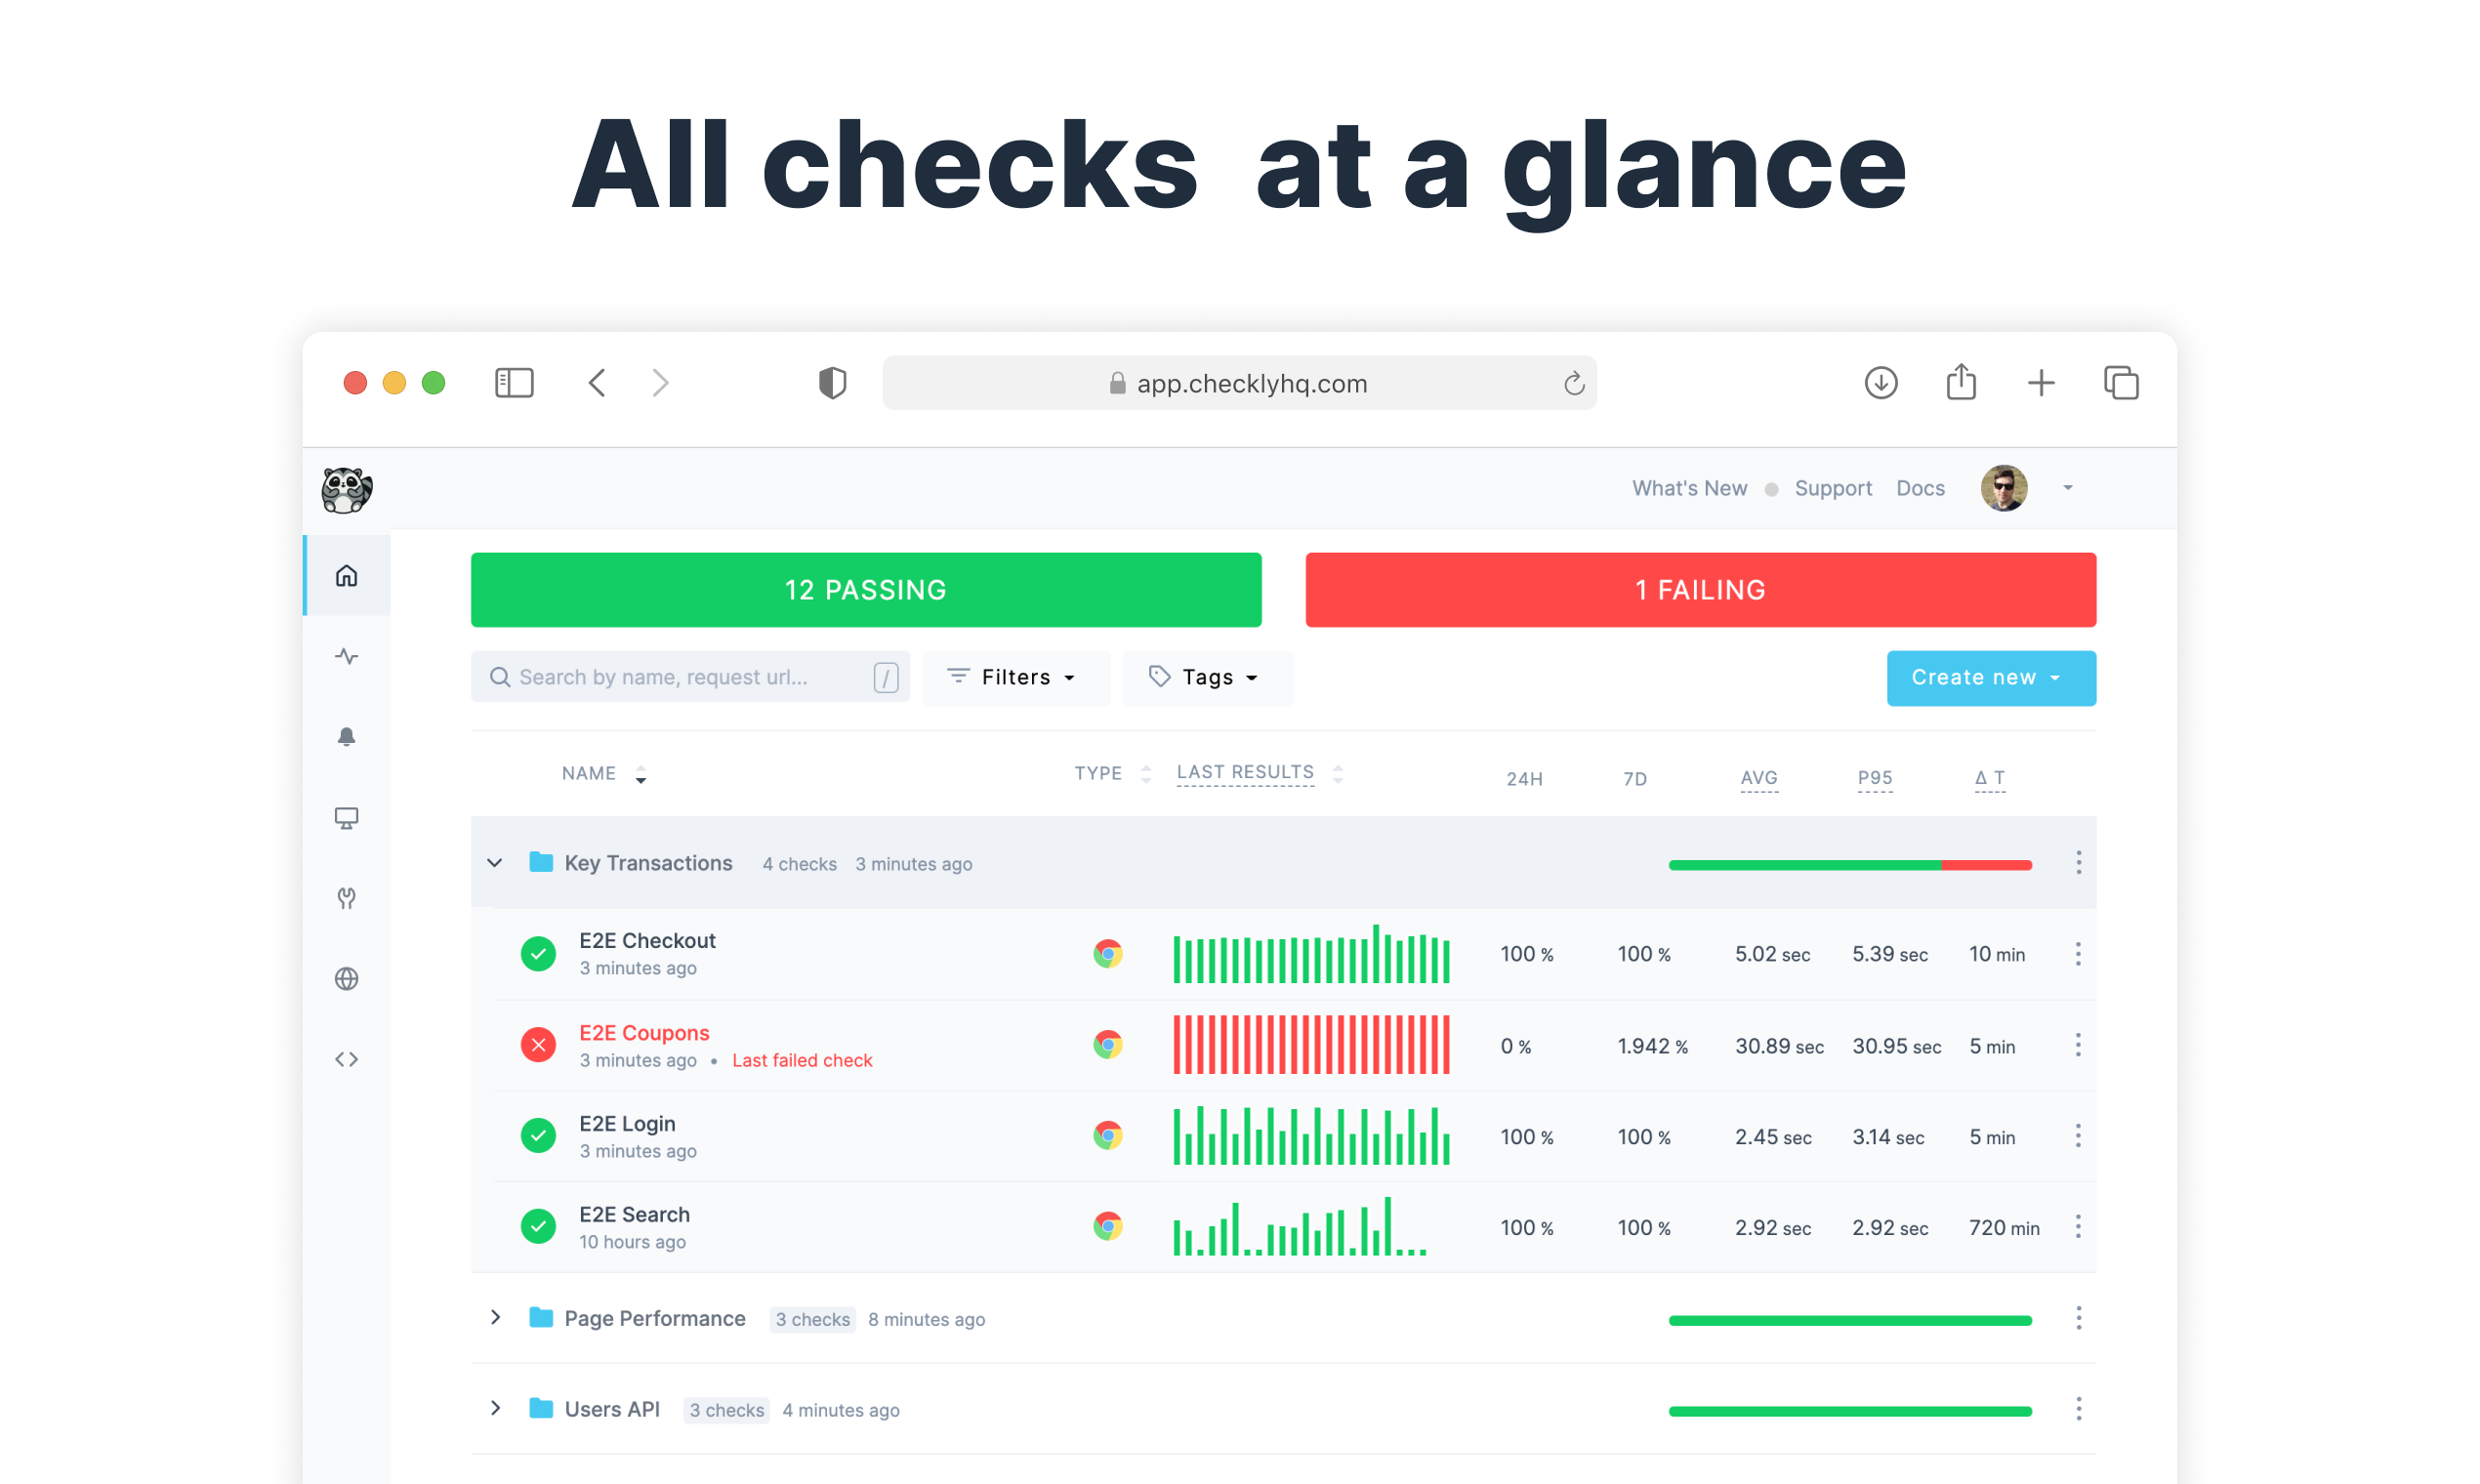 All checks at a glance
app.checklyhq.com
What's New Support Docs
12 PASSING 1 FAILING
Search by name, request url... / Filters Tags Create new
NAME TYPE LAST RESULTS 24H 7D AVG P95 Δ T
Key Transactions 4 checks 3 minutes ago
E2E Checkout
3 minutes ago
100 % 100 % 5.02 sec 5.39 sec 10 min
E2E Coupons
3 minutes ago • Last failed check
0 % 1.942 % 30.89 sec 30.95 sec 5 min
E2E Login
3 minutes ago
100 % 100 % 2.45 sec 3.14 sec 5 min
E2E Search
10 hours ago
100 % 100 % 2.92 sec 2.92 sec 720 min
Page Performance 3 checks 8 minutes ago
Users API 3 checks 4 minutes ago